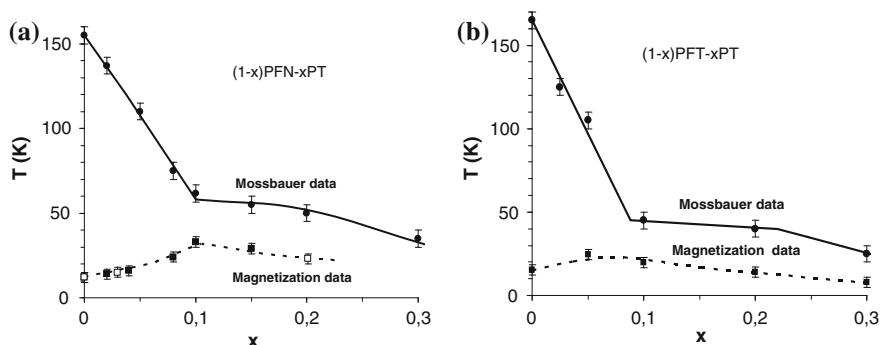 (a)
(1-x)PFN-xPT
T (K)
150
100
50
0
Mossbauer data
Magnetization data
0
0,1
0,2
0,3
x
(b)
(1-x)PFT-xPT
T (K)
150
100
50
0
Mossbauer data
Magnetization data
0
0,1
0,2
0,3
x